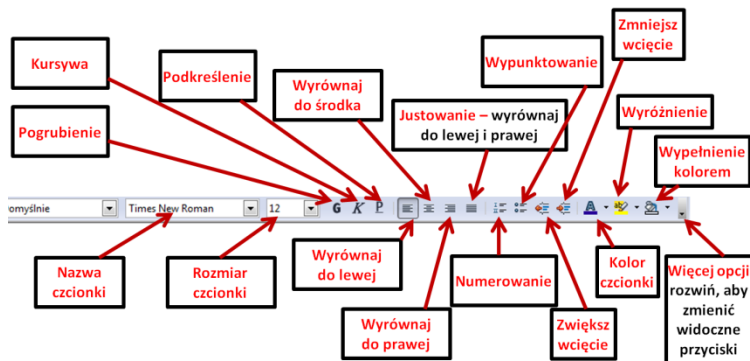 Kursywa
Podkreślenie
Pogrubienie
Wyrównaj
do środka
Justowanie – wyrównaj
do lewej i prawej
Wypunktowanie
Zmniejsz
wcięcie
Wyróżnienie
Wypełnienie
kolorem
omyślnie
Times New Roman
12
G K P
A
Nazwa
czcionki
Rozmiar
czcionki
Wyrównaj
do lewej
Wyrównaj
do prawej
Numerowanie
Zwiększ
wcięcie
Kolor
czcionki
Więcej opcji
rozwiń, aby
zmienić
widoczne
przyciski